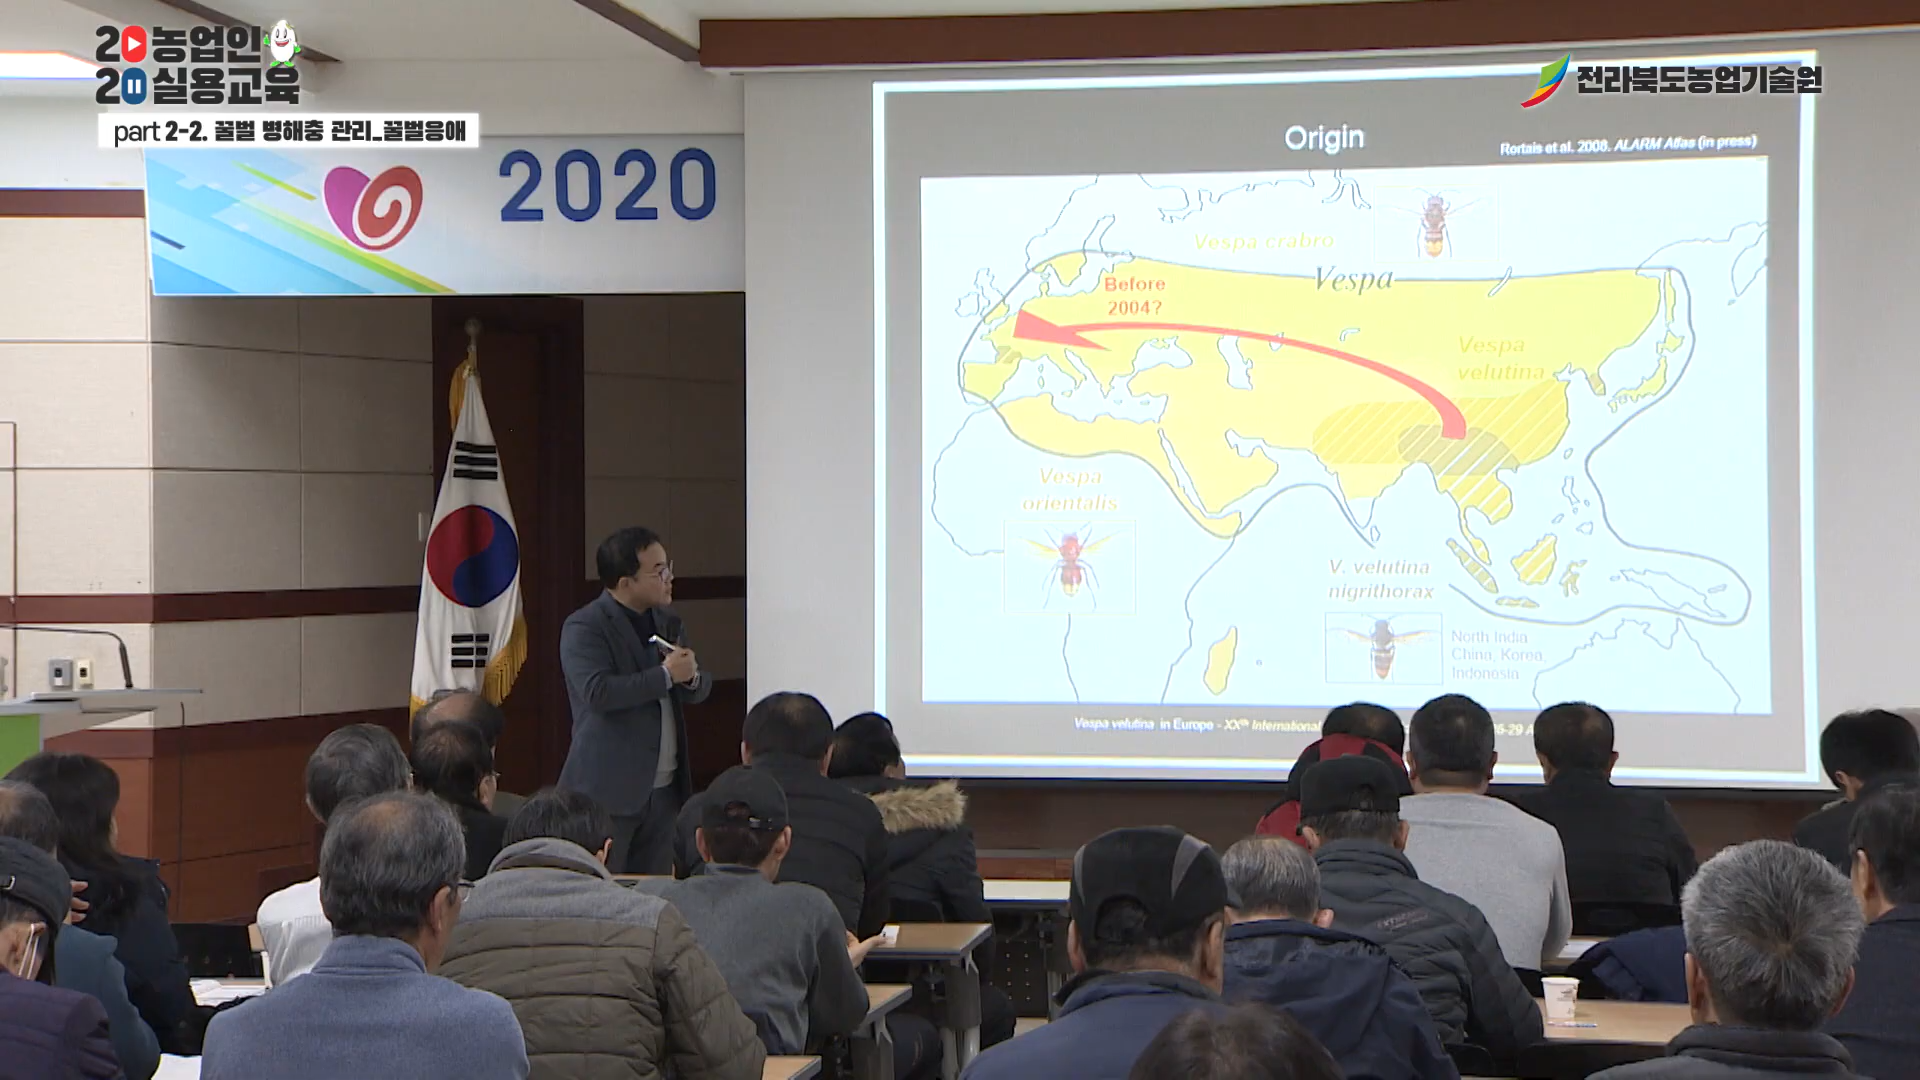 2020 농업인
실용교육
part 2-2. 꿀벌 병해충 관리_꿀벌응애
전라북도농업기술원
2020
Origin
Rortais et al. 2008. ALARM Atlas (in press)
Vespa crabro
Vespa
Before
2004?
Vespa
velutina
Vespa
orientalis
V. velutina
nigrithorax
North India
China, Korea,
Indonesia
Vespa velutina in Europe - XXth International